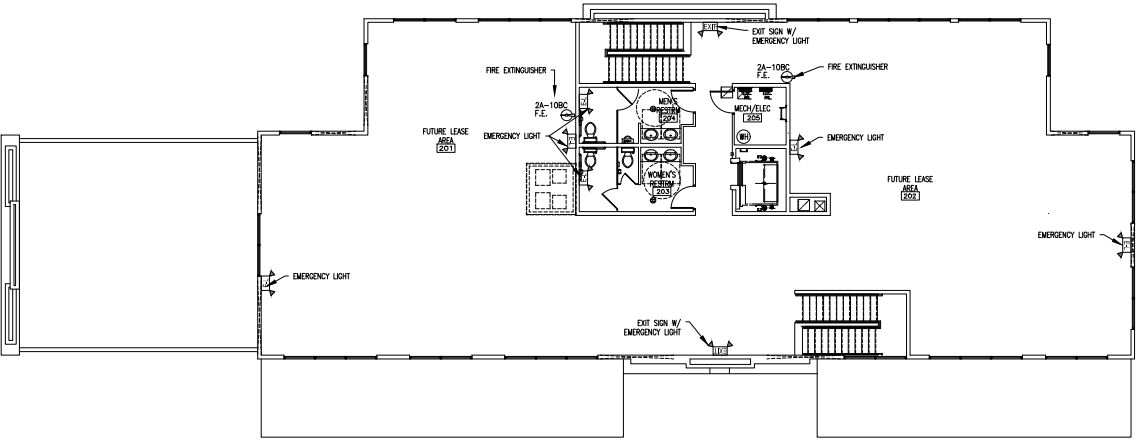 EXIT
EXIT SIGN W/
EMERGENCY LIGHT
FIRE EXTINGUISHER
2A-10BC
F.E.
2A-10BC
F.E.
FIRE EXTINGUISHER
MEN'S
RESTRM
204
MECH/ELEC
205
WH
FUTURE LEASE
AREA
201
EMERGENCY LIGHT
EMERGENCY LIGHT
WOMEN'S
RESTRM
203
FUTURE LEASE
AREA
202
EMERGENCY LIGHT
EMERGENCY LIGHT
EXIT SIGN W/
EMERGENCY LIGHT
EXIT